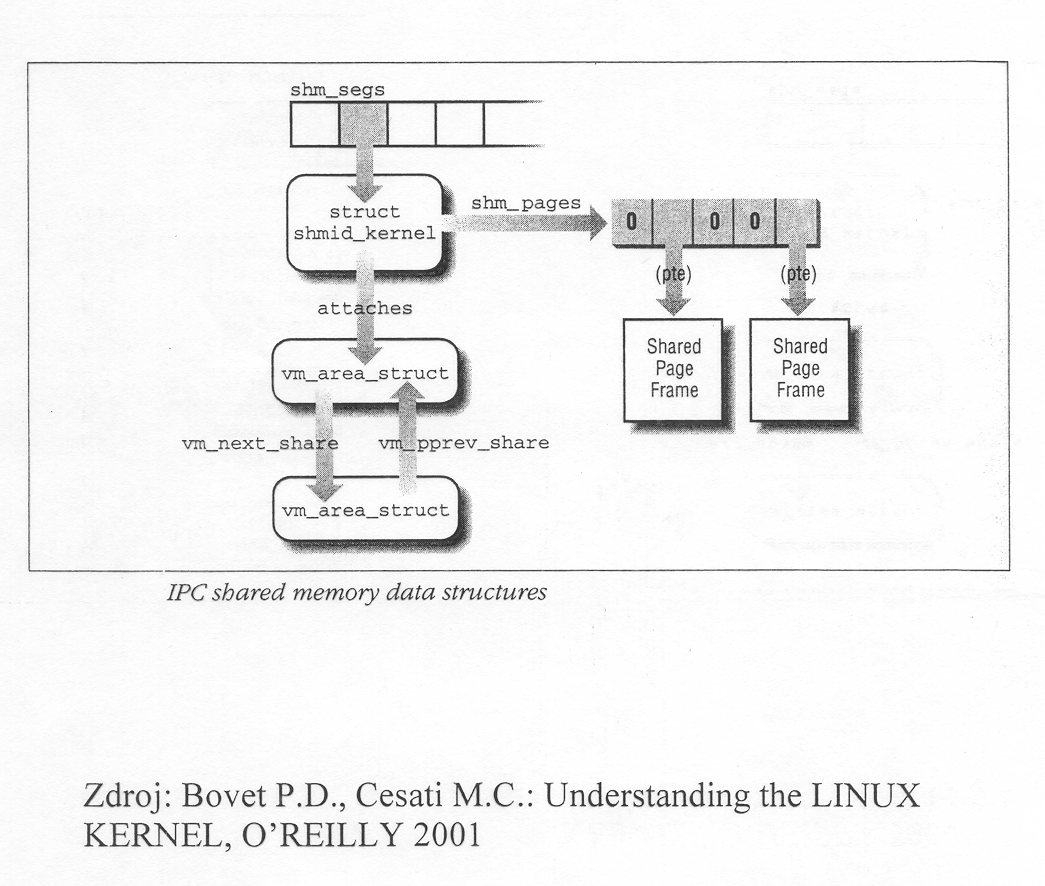 shm_segs
struct
shmid_kernel
shm_pages
0 0 0
(pte) (pte)
attaches
Shared
Page
Frame
Shared
Page
Frame
vm_area_struct
vm_next_share vm_pprev_share
vm_area_struct
IPC shared memory data structures
Zdroj: Bovet P.D., Cesati M.C.: Understanding the LINUX
KERNEL, O’REILLY 2001